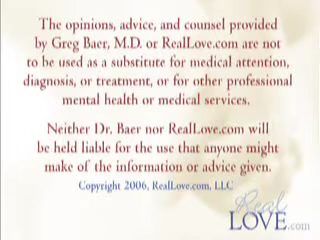 The opinions, advice, and counsel provided
by Greg Baer, M.D. or RealLove.com are not
to be used as a substitute for medical attention,
diagnosis, or treatment, or for other professional
mental health or medical services.
Neither Dr. Baer nor RealLove.com will
be held liable for the use that anyone might
make of the information or advice given.
Copyright 2006, RealLove.com, LLC
Real
LOVE.com